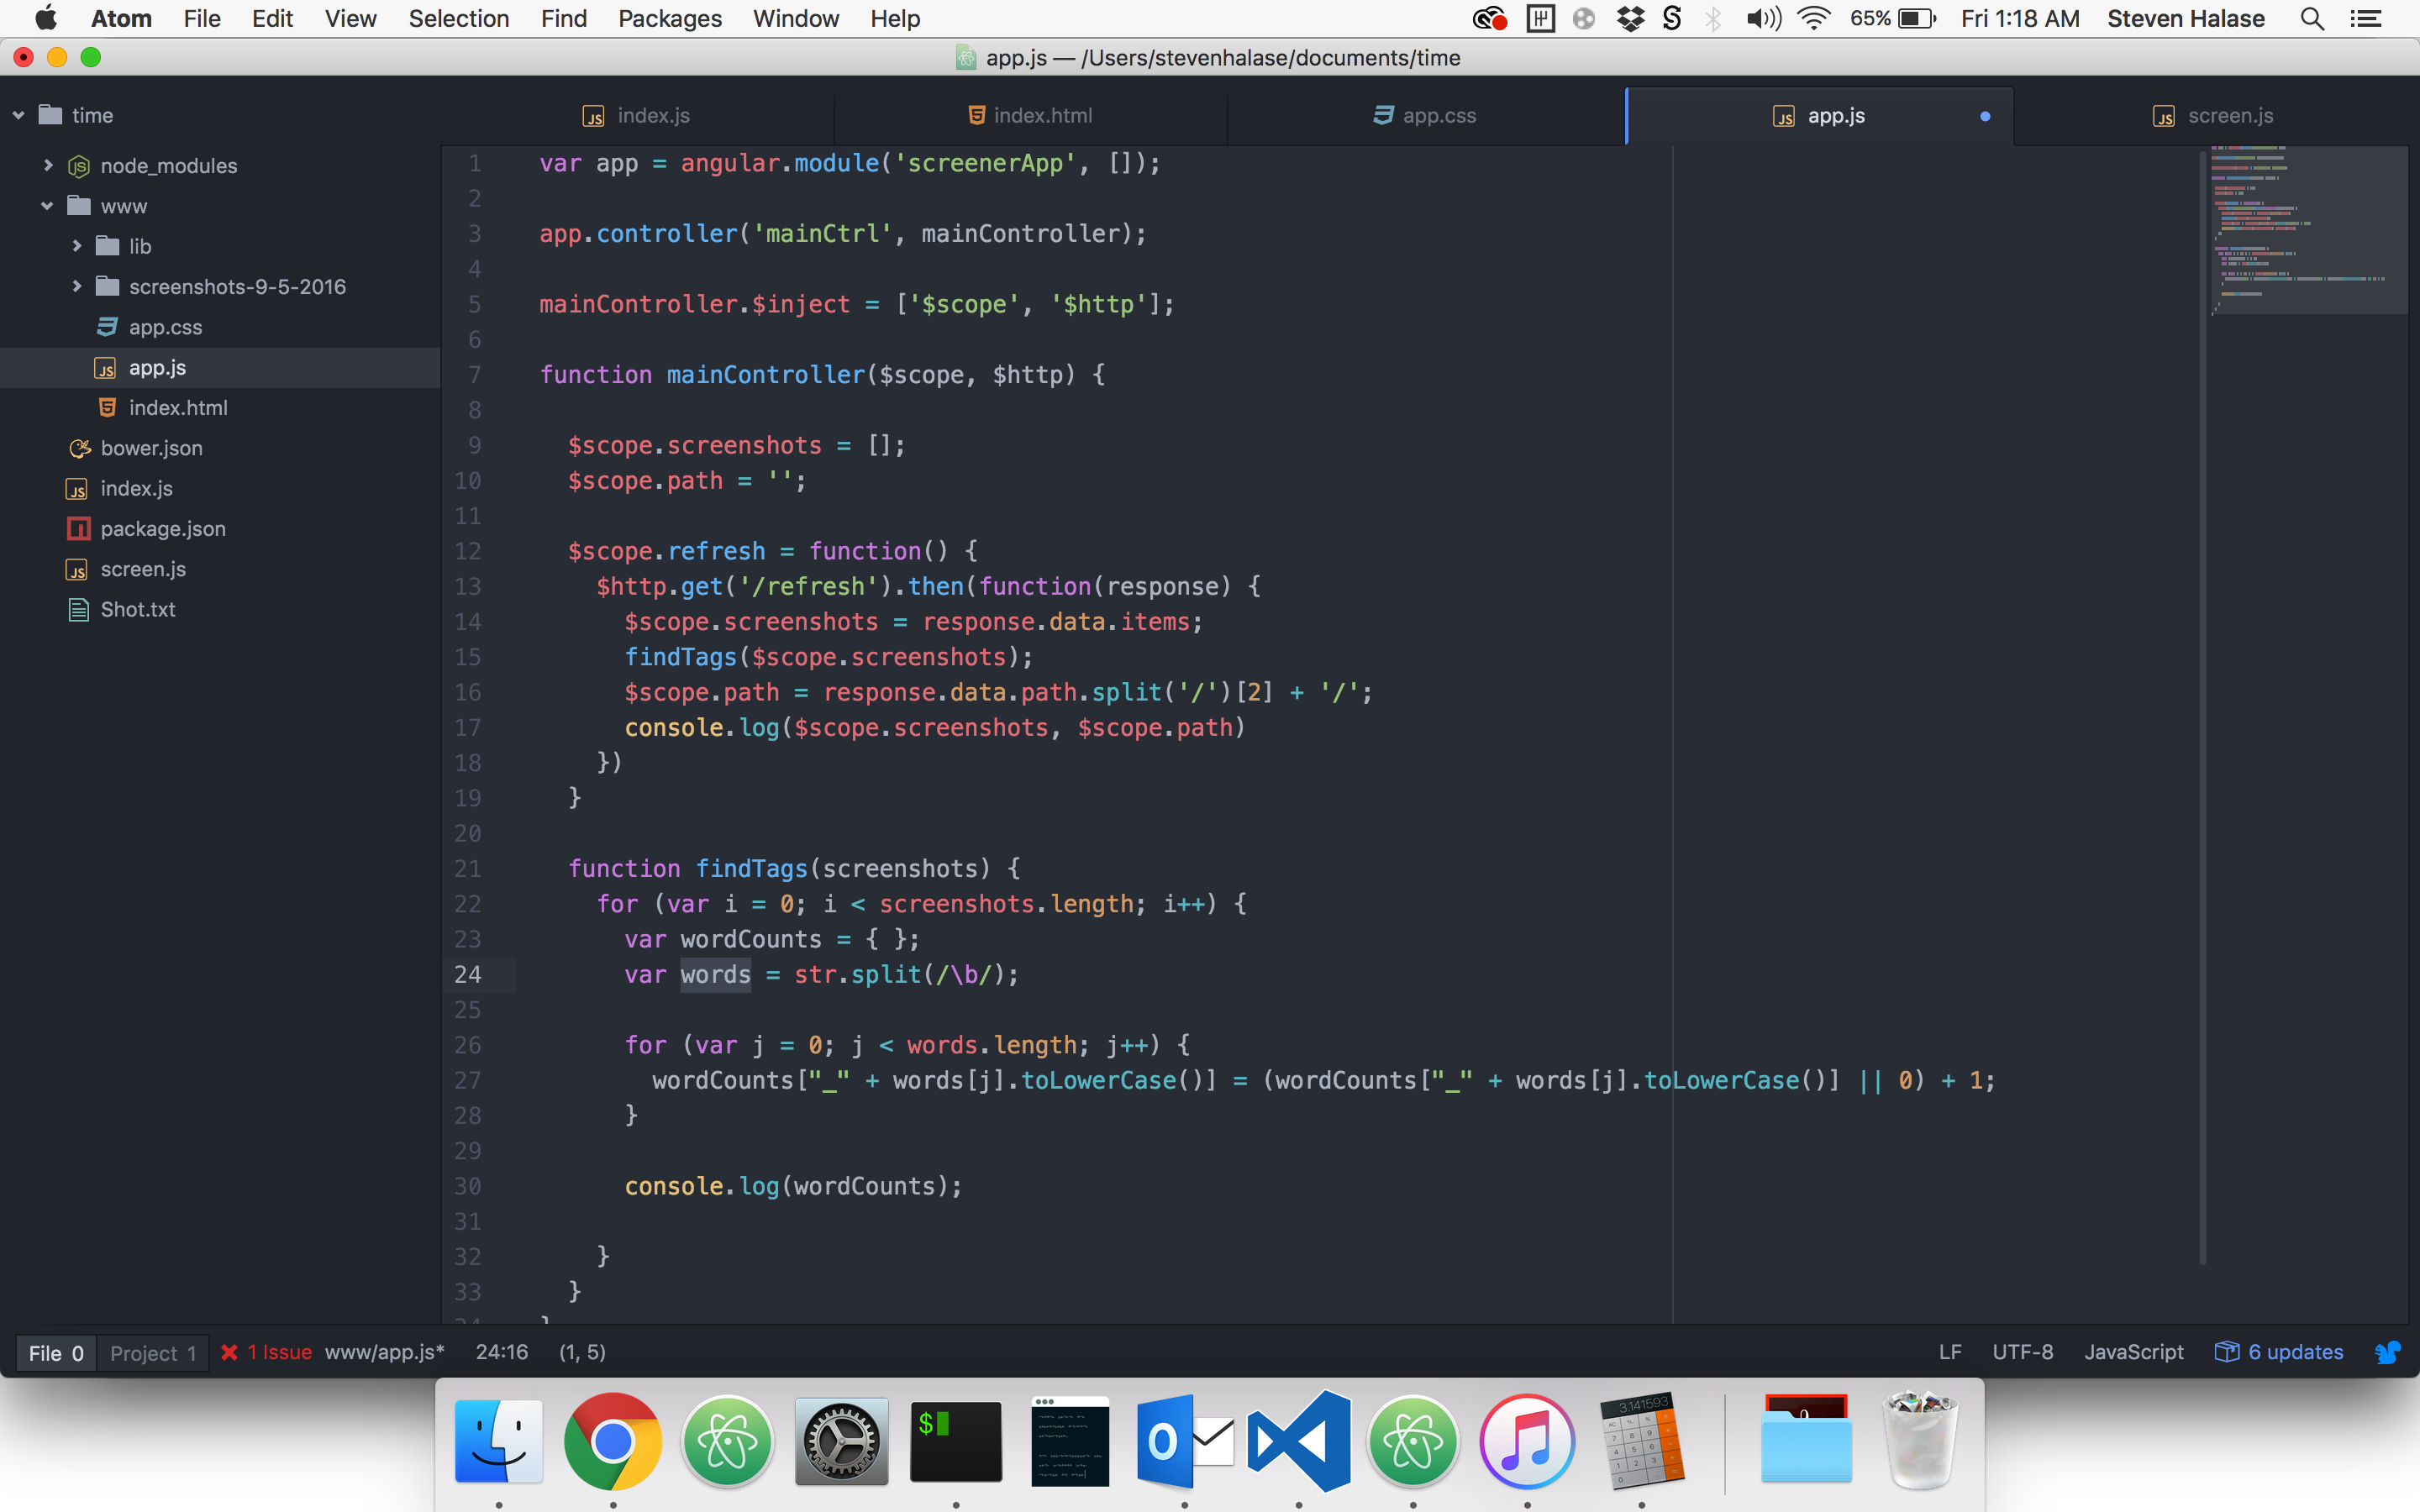 Atom File Edit View Selection Find Packages Window Help 65% Fri 1:18 AM Steven Halase
app.js — /Users/stevenhalase/documents/time
time
node_modules
www
lib
screenshots-9-5-2016
app.css
app.js
index.html
bower.json
index.js
package.json
screen.js
Shot.txt
index.js index.html app.css app.js screen.js
1 var app = angular.module('screenerApp', []);
2
3 app.controller('mainCtrl', mainController);
4
5 mainController.$inject = ['$scope', '$http'];
6
7 function mainController($scope, $http) {
8
9 $scope.screenshots = [];
10 $scope.path = '';
11
12 $scope.refresh = function() {
13 $http.get('/refresh').then(function(response) {
14 $scope.screenshots = response.data.items;
15 findTags($scope.screenshots);
16 $scope.path = response.data.path.split('/')[2] + '/';
17 console.log($scope.screenshots, $scope.path)
18 })
19 }
20
21 function findTags(screenshots) {
22 for (var i = 0; i < screenshots.length; i++) {
23 var wordCounts = { };
24 var words = str.split(/\b/);
25
26 for (var j = 0; j < words.length; j++) {
27 wordCounts["_" + words[j].toLowerCase()] = (wordCounts["_" + words[j].toLowerCase()] || 0) + 1;
28 }
29
30 console.log(wordCounts);
31
32 }
33 }
File 0 Project 1 1 Issue www/app.js* 24:16 (1, 5) LF UTF-8 JavaScript 6 updates
$
3.141593